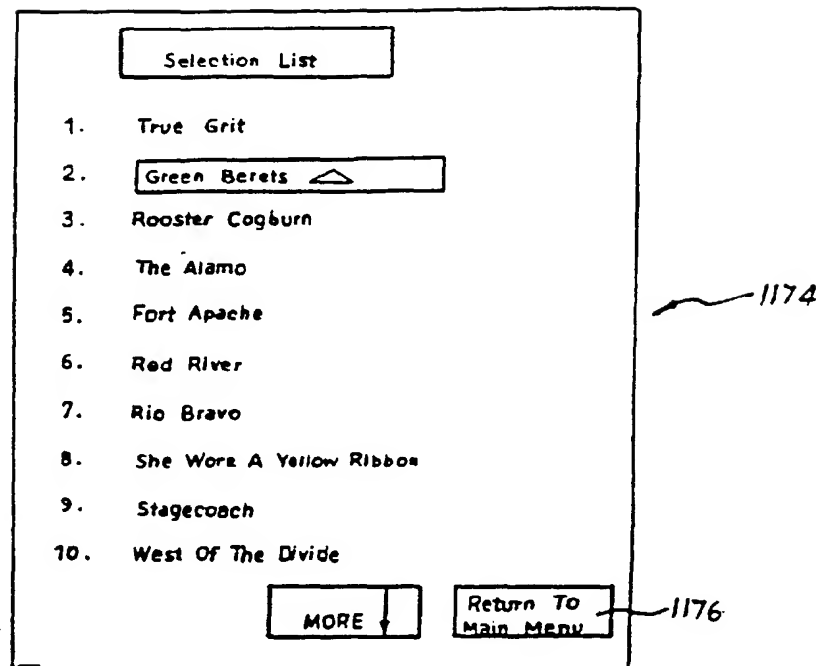 Selection List
1. True Grit
2. Green Berets
3. Rooster Cogburn
4. The Alamo
5. Fort Apache
1174
6. Red River
7. Rio Bravo
8. She Wore A Yellow Ribbon
9. Stagecoach
10. West Of The Divide
MORE
Return To
Main Menu
1176